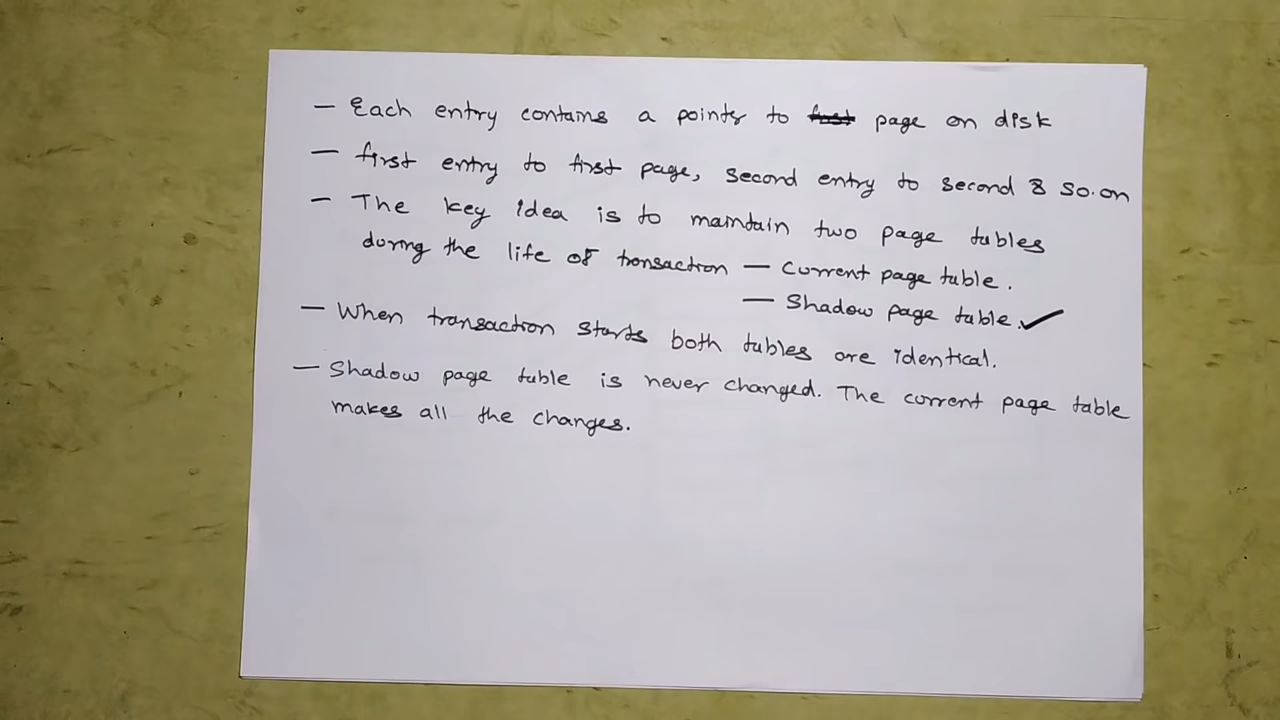 — Each entry contains a points to page on disk
— first entry to first page, second entry to second & so.on
— The key idea is to maintain two page tables
during the life of transaction — Current page table.
— Shadow page table.
— When transaction starts both tables are identical.
— Shadow page table is never changed. The current page table
makes all the changes.